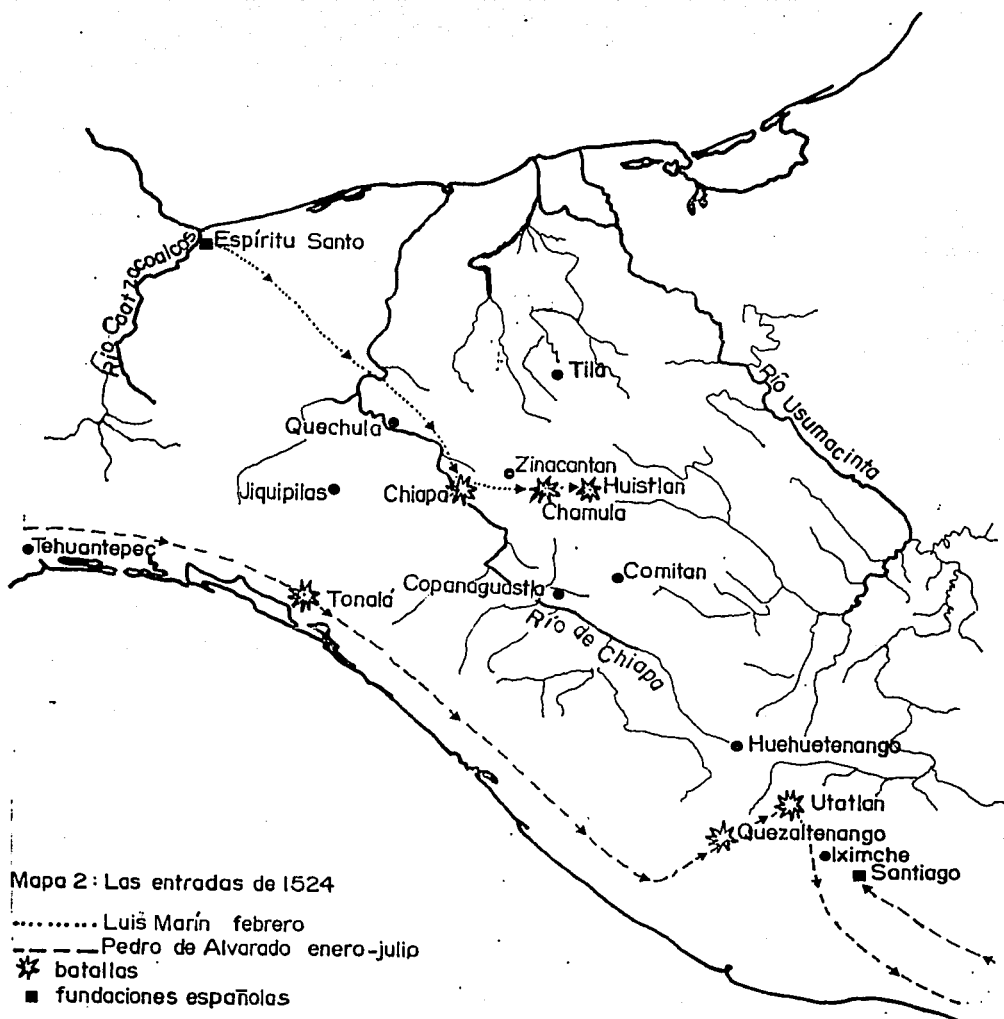 Espíritu Santo
Río Coatzocoalcos
Tila
Río Usumacinta
Quechula
Zinacantan
Jiquipilas
Chiapa
Huistlan
Chamula
Tehuantepec
Comitan
Copanaguastla
Tonalá
Río de Chiapa
Huehuetenango
Utatlan
Quezaltenango
Iximche
Santiago
Mapa 2: Las entradas de 1524
Luis Marín febrero
Pedro de Alvarado enero-julio
batallas
fundaciones españolas